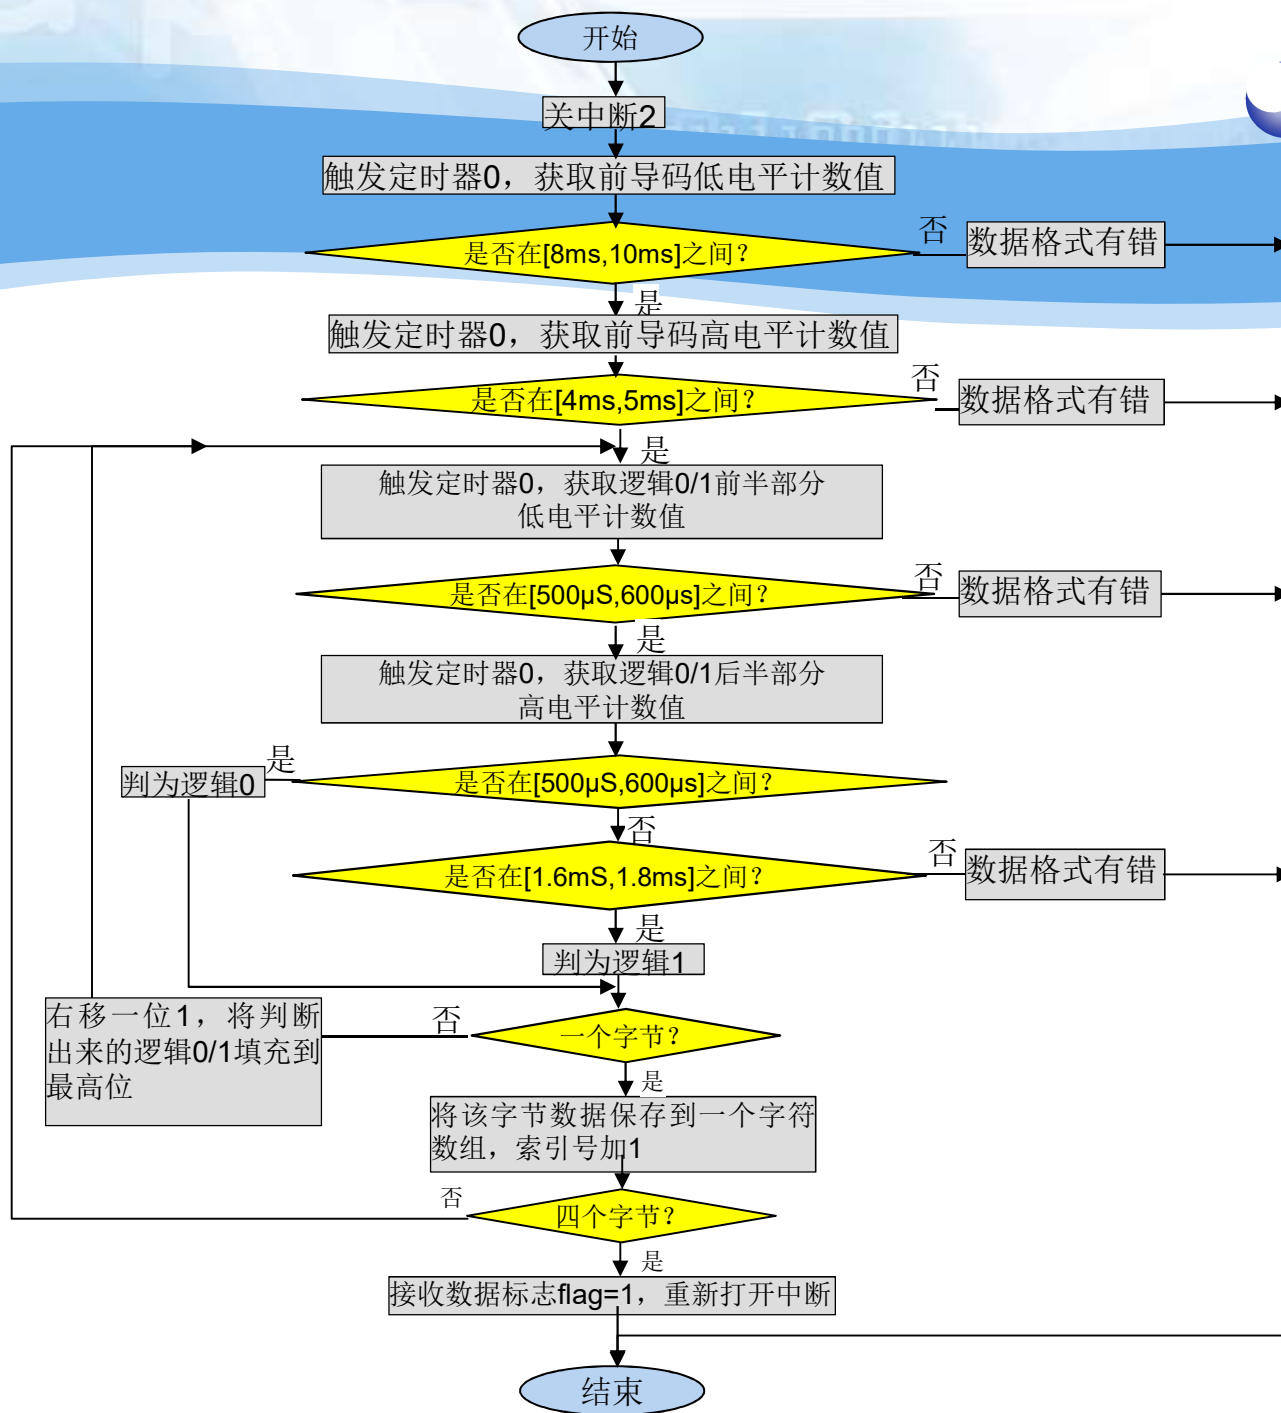 开始
关中断2
触发定时器0，获取前导码低电平计数值
是否在[8ms,10ms]之间？
否
数据格式有错
是
触发定时器0，获取前导码高电平计数值
是否在[4ms,5ms]之间？
否
数据格式有错
是
触发定时器0，获取逻辑0/1前半部分
低电平计数值
是否在[500μS,600μs]之间？
否
数据格式有错
是
触发定时器0，获取逻辑0/1后半部分
高电平计数值
是否在[500μS,600μs]之间？
是
判为逻辑0
否
是否在[1.6mS,1.8ms]之间？
否
数据格式有错
是
判为逻辑1
一个字节？
否
右移一位1，将判断
出来的逻辑0/1填充到
最高位
是
将该字节数据保存到一个字符
数组，索引号加1
四个字节？
否
是
接收数据标志flag=1，重新打开中断
结束